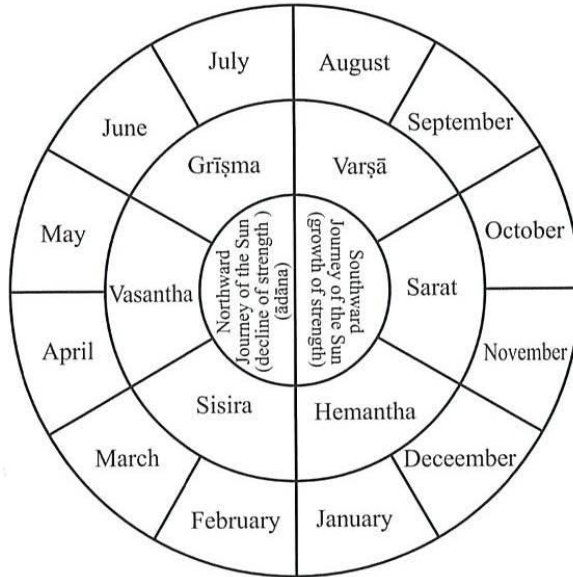 July
August
June
September
Grīṣma
Varṣā
May
October
Northward
Journey of the Sun
(decline of strength )
(ādāna)
Southward
Journey of the Sun
(growth of strength)
Vasantha
Sarat
April
November
Sisira
Hemantha
March
Deceember
February
January